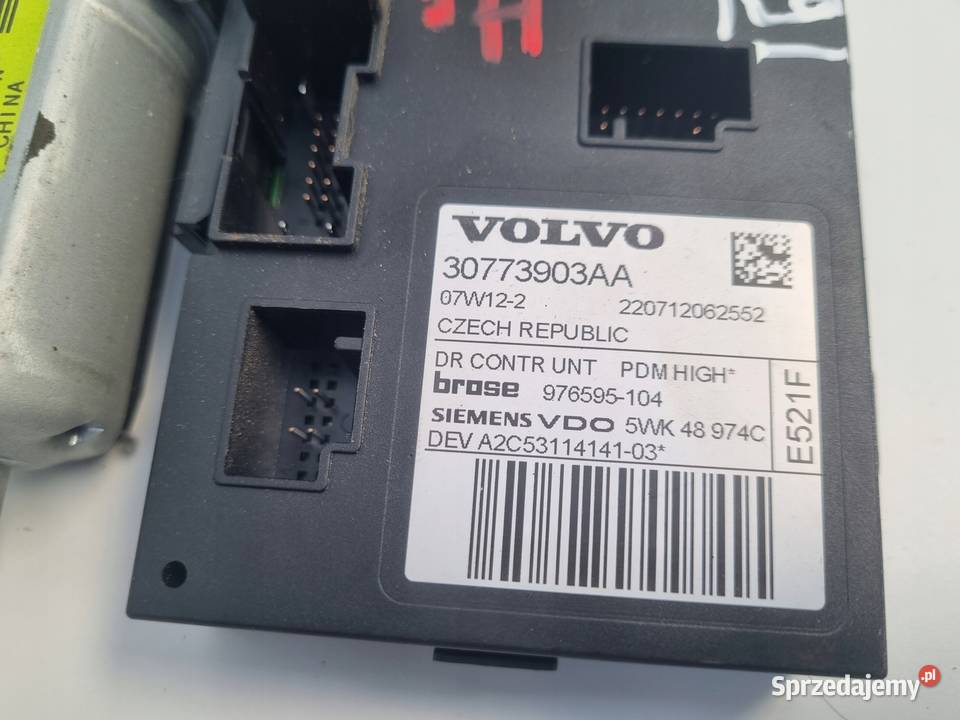 CHINA
VOLVO
30773903AA
07W12-2 220712062552
CZECH REPUBLIC
DR CONTR UNT PDM HIGH*
brose 976595-104
SIEMENS VDO 5WK 48 974C
DEV A2C53114141-03*
E521F
Sprzedajemy.pl